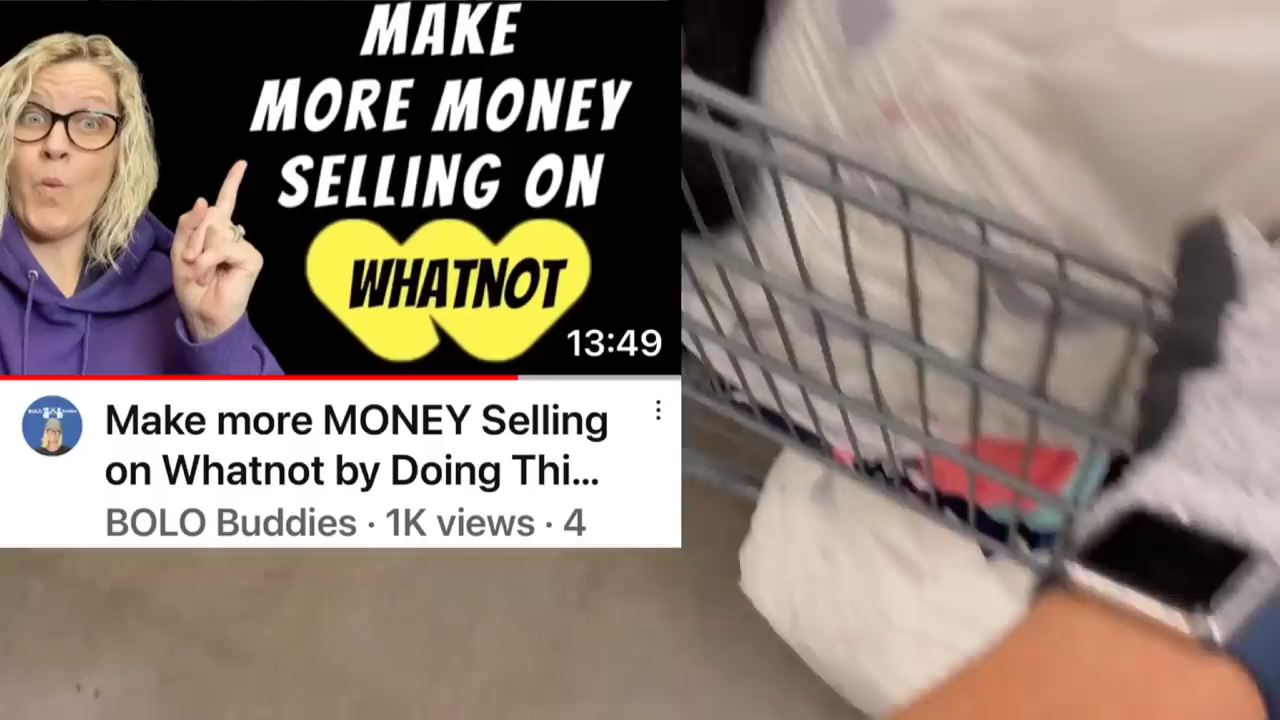 MAKE
MORE MONEY
SELLING ON
WHATNOT
13:49
Make more MONEY Selling
on Whatnot by Doing Thi...
BOLO Buddies · 1K views · 4